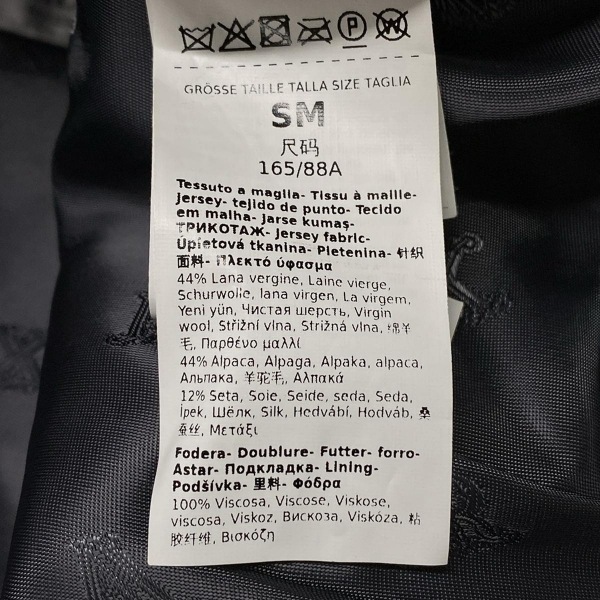 GRÖSSE TAILLE TALLA SIZE TAGLIA
SM
尺码
165/88A
Tessuto a maglia- Tissu à maille-
Jersey- tejido de punto- Tecido
em malha- Jarse kumaş-
ТРИКОТАЖ- Jersey fabric-
Úpletová tkanina- Pletenina- 针织
面料- Πλεκτό ύφασμα
44% Lana vergine, Laine vierge,
Schurwolle, lana virgen, La virgem,
Yeni yün, Чистая шерсть, Virgin
wool, Střižní vlna, Strižná vlna, 绵羊
毛, Παρθένο μαλλί
44% Alpaca, Alpaga, Alpaka, alpaca,
Альпака, 羊驼毛, Αλπακά
12% Seta, Soie, Seide, seda, Seda,
İpek, Шёлк, Silk, Hedvábí, Hodváb, 桑
蚕丝, Μετάξι
Fodera- Doublure- Futter- forro-
Astar- Подкладка- Lining-
Podšívka- 里料- Φόδρα
100% Viscosa, Viscose, Viskose,
viscosa, Viskoz, Вискоза, Viskóza, 粘
胶纤维, Βισκόζη